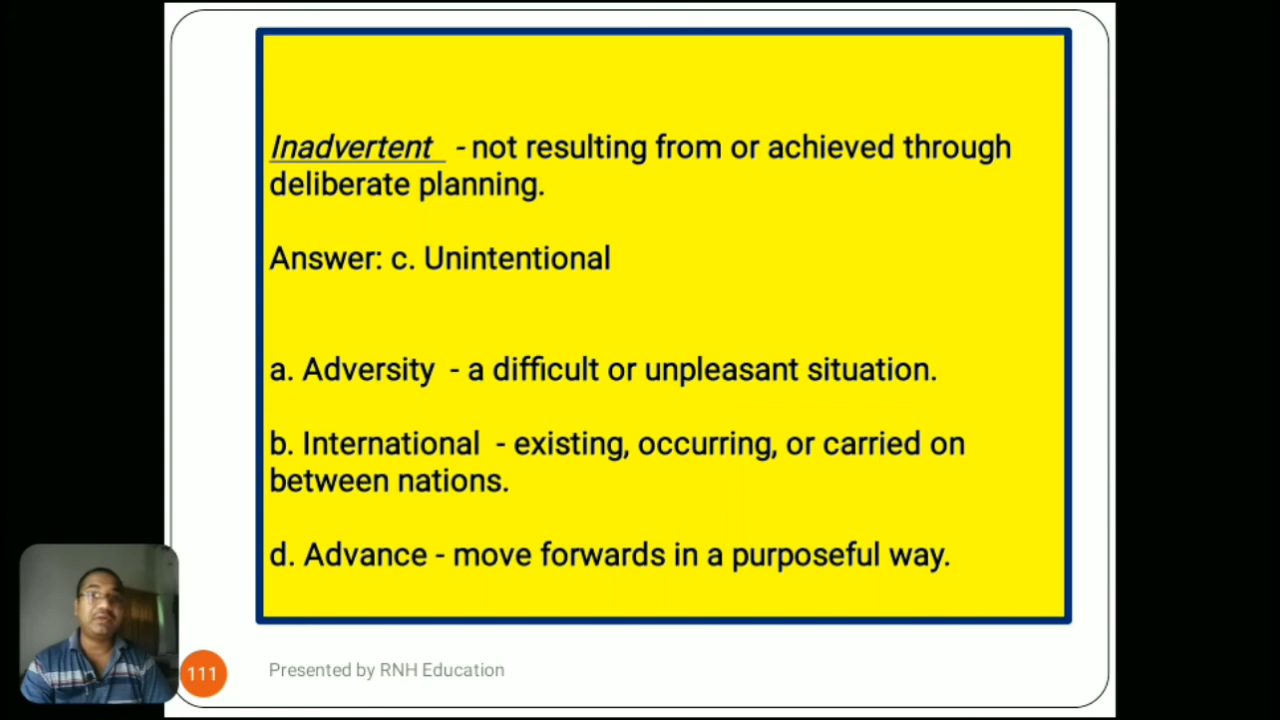 Inadvertent - not resulting from or achieved through
deliberate planning.
Answer: c. Unintentional
a. Adversity - a difficult or unpleasant situation.
b. International - existing, occurring, or carried on
between nations.
d. Advance - move forwards in a purposeful way.
111
Presented by RNH Education